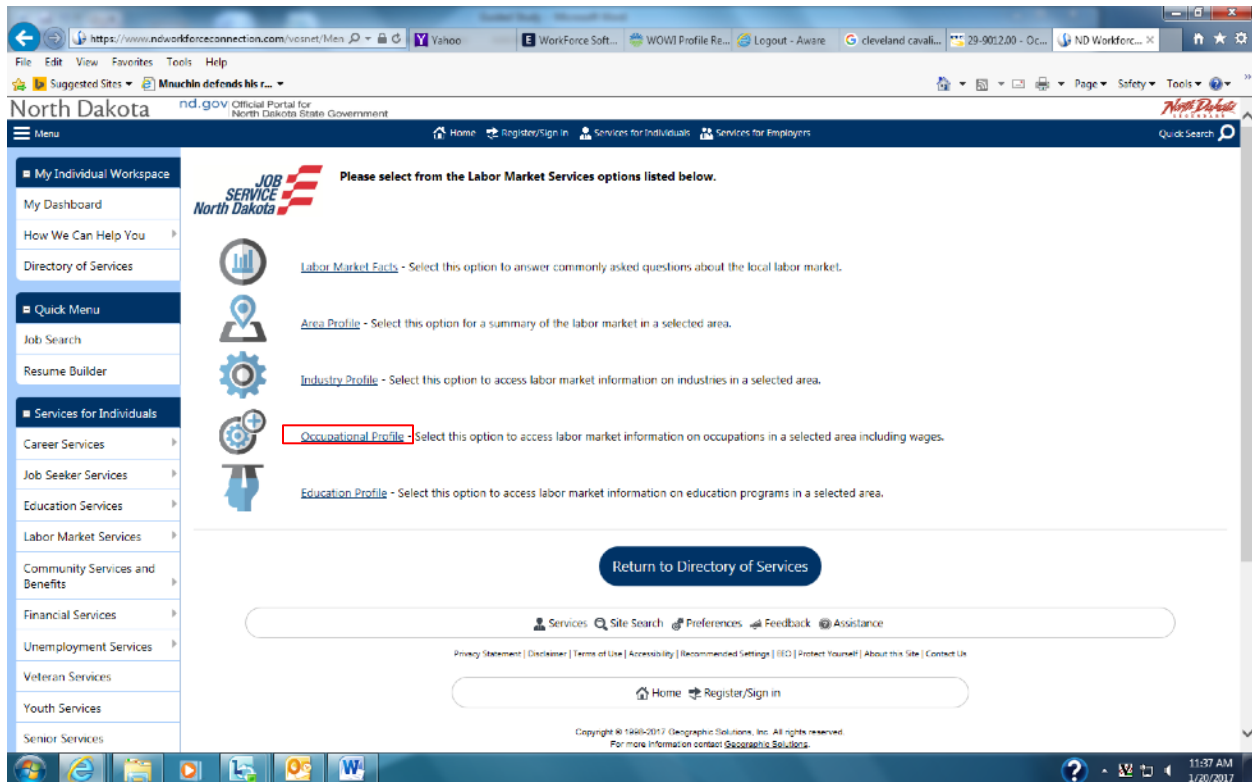 Guided Study - Microsoft Word
https://www.ndworkforceconnection.com/vosnet/Men
Yahoo
WorkForce Soft...
WOWI Profile Re...
Logout - Aware
cleveland cavali...
29-9012.00 - Oc...
ND Workforc...
File Edit View Favorites Tools Help
Suggested Sites
Mnuchin defends his r...
Page Safety Tools
North Dakota
nd.gov Official Portal for
North Dakota State Government
North Dakota
LEGENDARY
Menu
Home Register/Sign In Services for Individuals Services for Employers
Quick Search
My Individual Workspace
My Dashboard
How We Can Help You
Directory of Services
Quick Menu
Job Search
Resume Builder
Services for Individuals
Career Services
Job Seeker Services
Education Services
Labor Market Services
Community Services and
Benefits
Financial Services
Unemployment Services
Veteran Services
Youth Services
Senior Services
JOB
SERVICE
North Dakota
Please select from the Labor Market Services options listed below.
Labor Market Facts - Select this option to answer commonly asked questions about the local labor market.
Area Profile - Select this option for a summary of the labor market in a selected area.
Industry Profile - Select this option to access labor market information on industries in a selected area.
Occupational Profile - Select this option to access labor market information on occupations in a selected area including wages.
Education Profile - Select this option to access labor market information on education programs in a selected area.
Return to Directory of Services
Services Site Search Preferences Feedback Assistance
Privacy Statement | Disclaimer | Terms of Use | Accessibility | Recommended Settings | EEO | Protect Yourself | About this Site | Contact Us
Home Register/Sign in
Copyright © 1998-2017 Geographic Solutions, Inc. All rights reserved.
For more information contact Geographic Solutions.
11:37 AM
1/20/2017